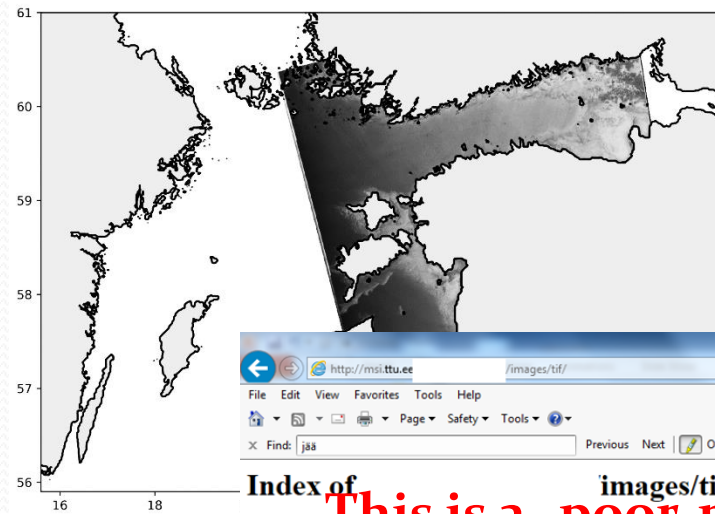 61
60
59
58
57
56
16
18
http://msi.ttu.ee /images/tif/
File Edit View Favorites Tools Help
Page Safety Tools
Find: jää Previous Next
Index of images/ti
This is a poor